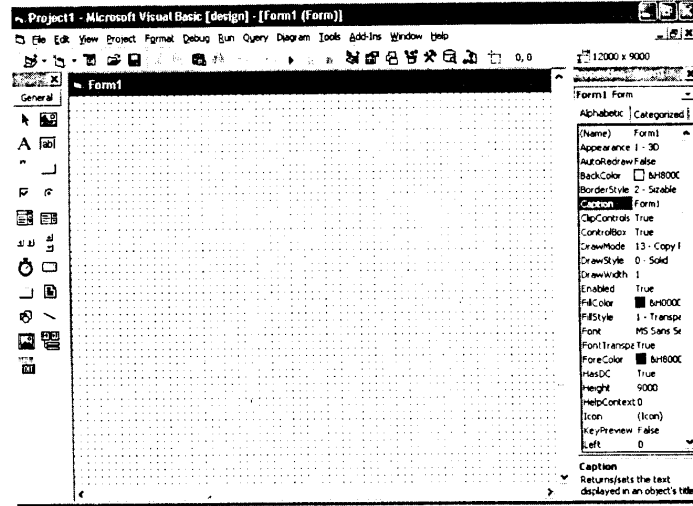 Project1 - Microsoft Visual Basic [design] - [Form1 (Form)]
File Edit View Project Format Debug Run Query Diagram Tools Add-Ins Window Help
0,0
12000 x 9000
General
Form1
A
ab
Form1 Form
Alphabetic Categorized
(Name) Form1
Appearance 1 - 3D
AutoRedraw False
BackColor &H800C
BorderStyle 2 - Sizable
Caption Form1
ClipControls True
ControlBox True
DrawMode 13 - Copy P
DrawStyle 0 - Solid
DrawWidth 1
Enabled True
FillColor &H000C
FillStyle 1 - Transpa
Font MS Sans Se
FontTranspa True
ForeColor &H800C
HasDC True
Height 9000
HelpContext 0
Icon (Icon)
KeyPreview False
Left 0
Caption
Returns/sets the text
displayed in an object's title